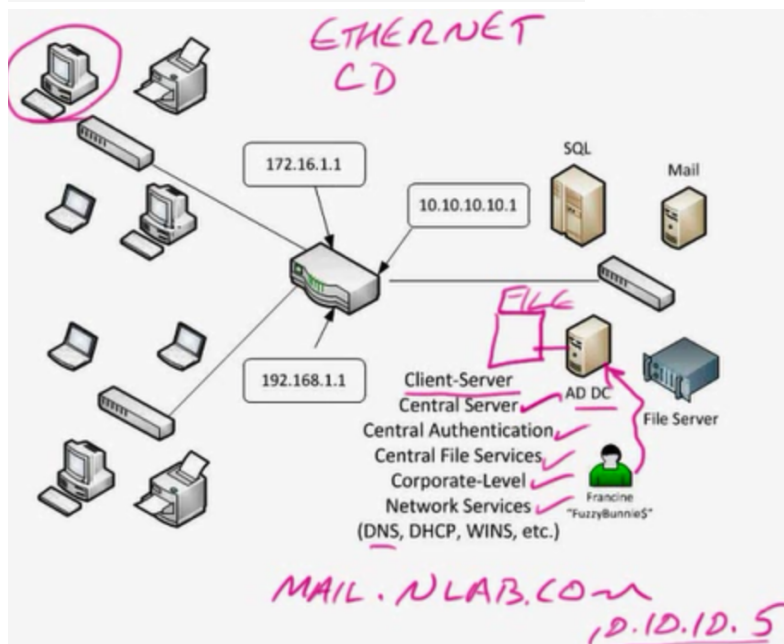 ETHERNET
CD
172.16.1.1
10.10.10.10.1
192.168.1.1
SQL
Mail
FILE
AD DC
File Server
Client-Server
Central Server
Central Authentication
Central File Services
Corporate-Level
Network Services
(DNS, DHCP, WINS, etc.)
Francine
"FuzzyBunnie$"
MAIL.NLAB.COM
10.10.10.5